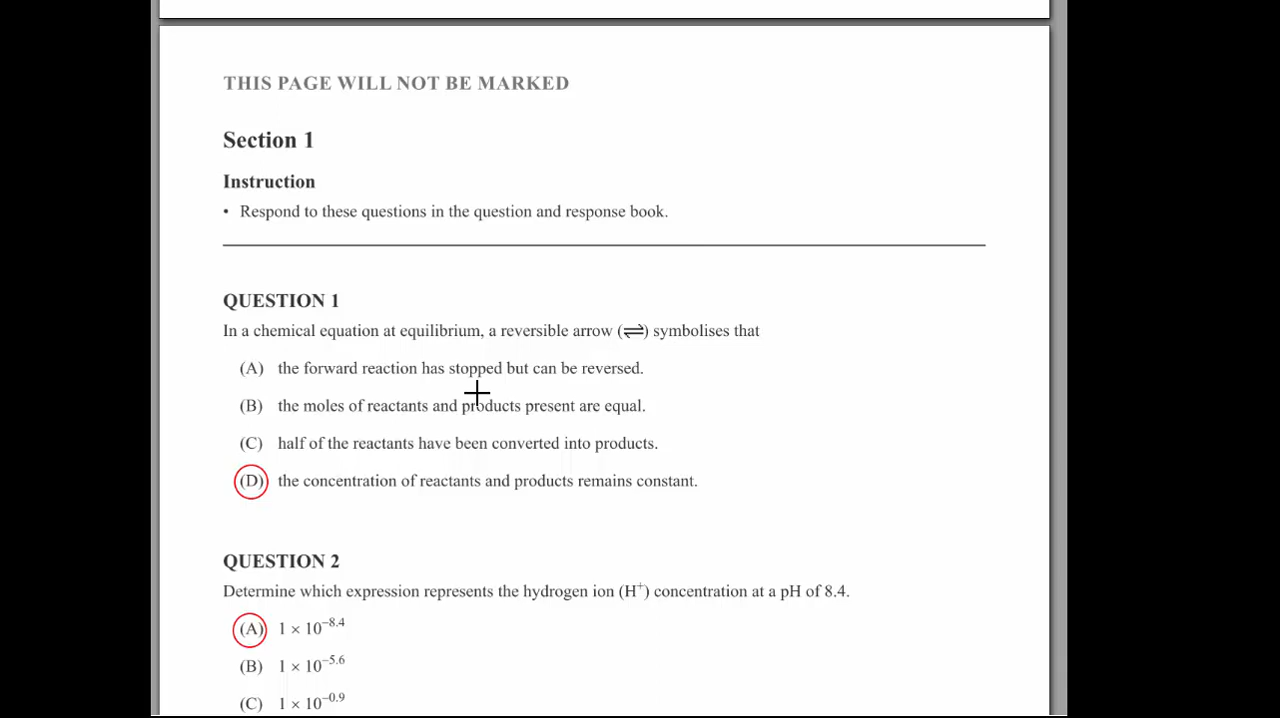 THIS PAGE WILL NOT BE MARKED
Section 1
Instruction
• Respond to these questions in the question and response book.
QUESTION 1
In a chemical equation at equilibrium, a reversible arrow (⇌) symbolises that
(A) the forward reaction has stopped but can be reversed.
(B) the moles of reactants and products present are equal.
(C) half of the reactants have been converted into products.
(D) the concentration of reactants and products remains constant.
QUESTION 2
Determine which expression represents the hydrogen ion (H⁺) concentration at a pH of 8.4.
(A) 1 × 10^−8.4
(B) 1 × 10^−5.6
(C) 1 × 10^−0.9